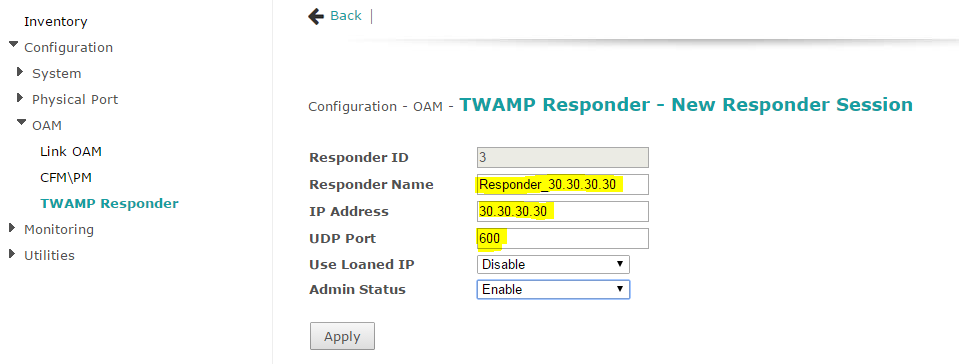 Inventory
Configuration
System
Physical Port
OAM
Link OAM
CFM\PM
TWAMP Responder
Monitoring
Utilities
Back |
Configuration - OAM - TWAMP Responder - New Responder Session
Responder ID 3
Responder Name Responder_30.30.30.30
IP Address 30.30.30.30
UDP Port 600
Use Loaned IP Disable
Admin Status Enable
Apply